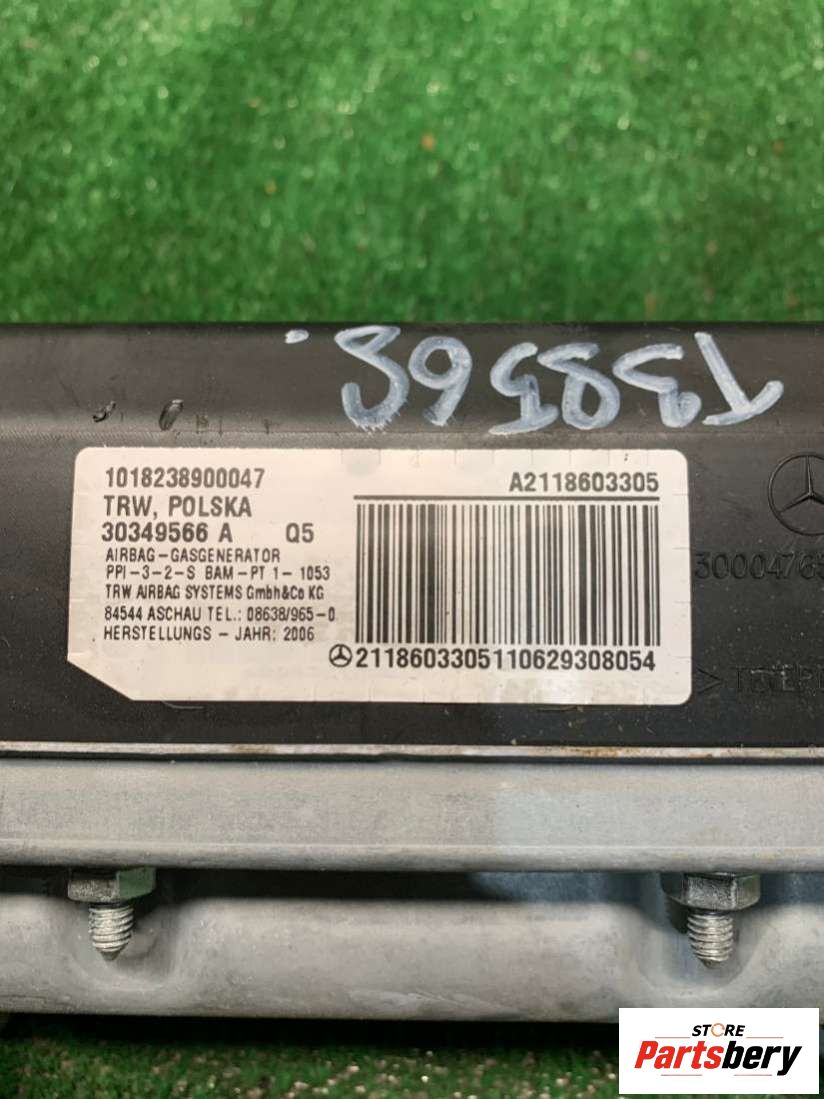 T38568.
1018238900047
TRW, POLSKA
30349566 A Q5
AIRBAG-GASGENERATOR
PPI-3-2-S BAM-PT 1- 1053
TRW AIRBAG SYSTEMS Gmbh&Co KG
84544 ASCHAU TEL.: 08638/965-0
HERSTELLUNGS - JAHR: 2006
A2118603305
2118603305110629308054
STORE
Partsbery